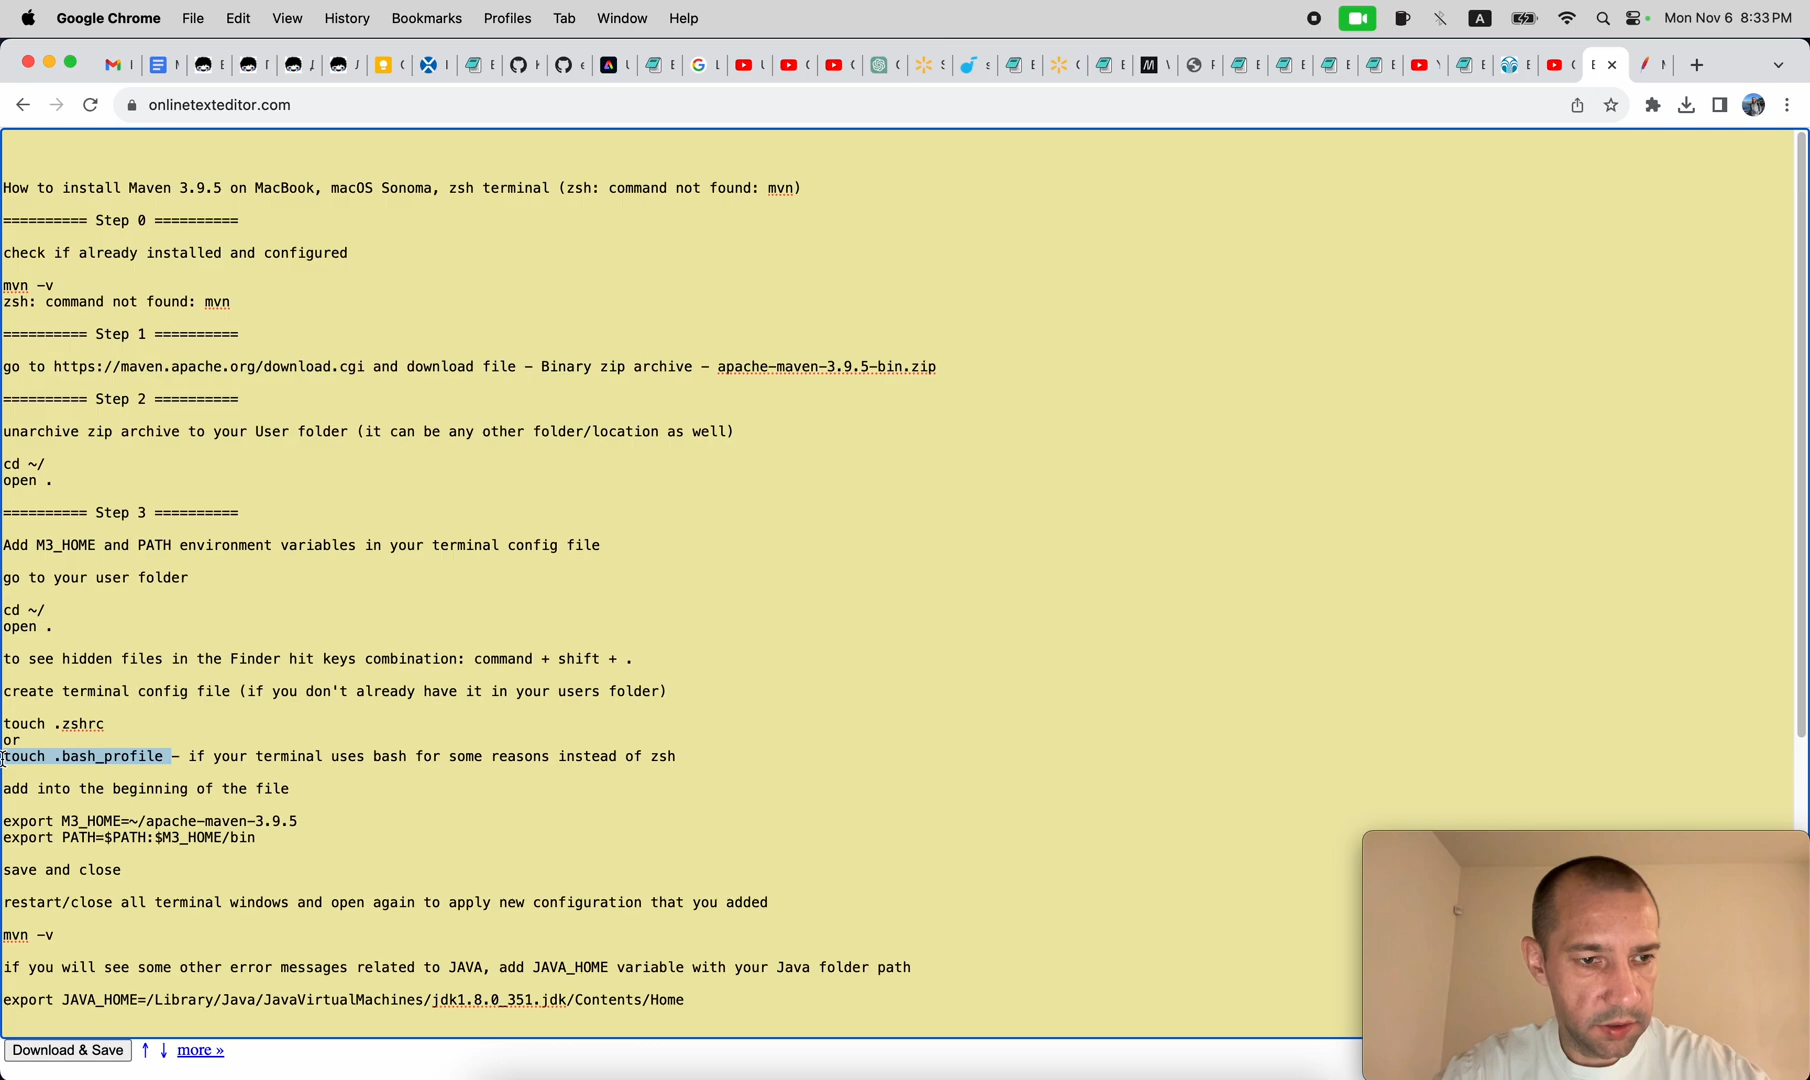 Google Chrome File Edit View History Bookmarks Profiles Tab Window Help A Mon Nov 6 8:33 PM
onlinetexteditor.com
How to install Maven 3.9.5 on MacBook, macOS Sonoma, zsh terminal (zsh: command not found: mvn)
========== Step 0 ==========
check if already installed and configured
mvn -v
zsh: command not found: mvn
========== Step 1 ==========
go to https://maven.apache.org/download.cgi and download file - Binary zip archive - apache-maven-3.9.5-bin.zip
========== Step 2 ==========
unarchive zip archive to your User folder (it can be any other folder/location as well)
cd ~/
open .
========== Step 3 ==========
Add M3_HOME and PATH environment variables in your terminal config file
go to your user folder
cd ~/
open .
to see hidden files in the Finder hit keys combination: command + shift + .
create terminal config file (if you don't already have it in your users folder)
touch .zshrc
or
touch .bash_profile - if your terminal uses bash for some reasons instead of zsh
add into the beginning of the file
export M3_HOME=~/apache-maven-3.9.5
export PATH=$PATH:$M3_HOME/bin
save and close
restart/close all terminal windows and open again to apply new configuration that you added
mvn -v
if you will see some other error messages related to JAVA, add JAVA_HOME variable with your Java folder path
export JAVA_HOME=/Library/Java/JavaVirtualMachines/jdk1.8.0_351.jdk/Contents/Home
Download & Save ↑ ↓ more »